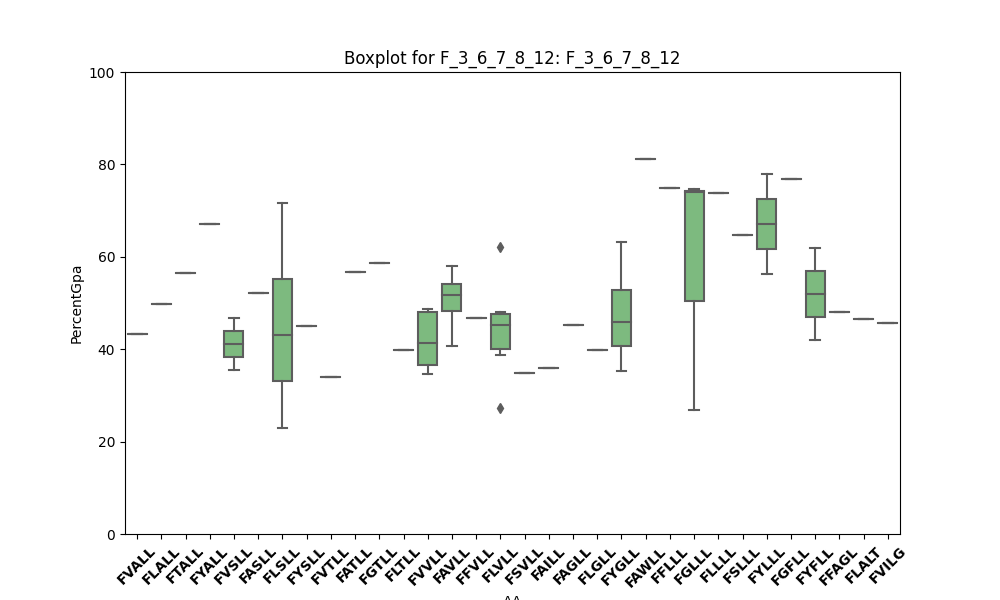 Boxplot for F_3_6_7_8_12: F_3_6_7_8_12
100
80
60
40
20
0
PercentGpa
FVALL FLALL FTALL FYALL FVSLL FASLL FLSLL FYSLL FVTLL FATLL FGTLL FLTLL FVVLL FAVLL FFVLL FLVLL FSVLL FAILL FAGLL FLGLL FYGLL FAWLL FFLLL FGLLL FLLLL FSLLL FYLLL FGFLL FYFLL FFAGL FLALT FVILG
AA